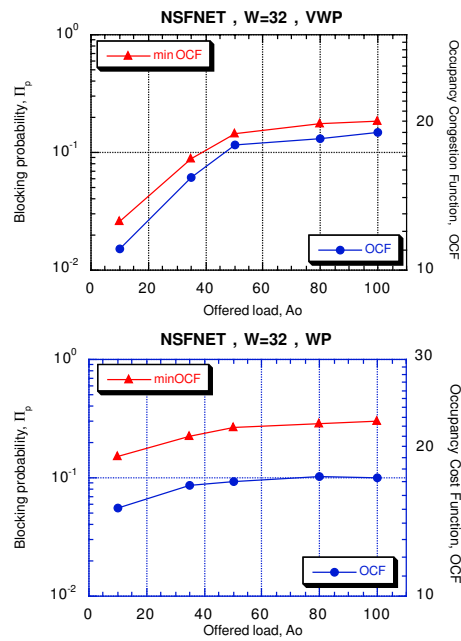 NSFNET , W=32 , VWP
10^0
10^-1
10^-2
Blocking probability, Π_p
min OCF
OCF
20
10
Occupancy Congestion Function, OCF
0 20 40 60 80 100
Offered load, Ao
NSFNET , W=32 , WP
10^0
10^-1
10^-2
Blocking probability, Π_p
minOCF
OCF
30
20
10
Occupancy Cost Function, OCF
0 20 40 60 80 100
Offered load, Ao